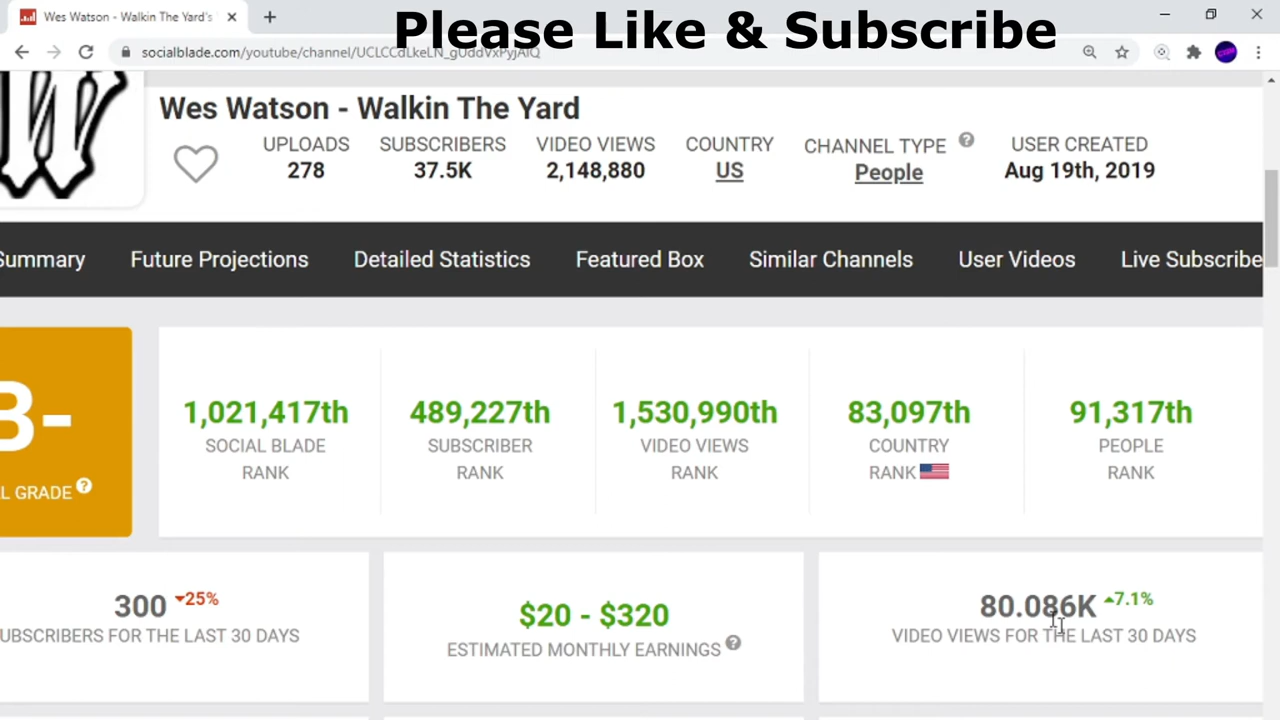 Wes Watson - Walkin The Yard's
Please Like & Subscribe
socialblade.com/youtube/channel/
Wes Watson - Walkin The Yard
UPLOADS
278
SUBSCRIBERS
37.5K
VIDEO VIEWS
2,148,880
COUNTRY
US
CHANNEL TYPE ?
People
USER CREATED
Aug 19th, 2019
Summary Future Projections Detailed Statistics Featured Box Similar Channels User Videos Live Subscribe
B-
L GRADE ?
1,021,417th
SOCIAL BLADE
RANK
489,227th
SUBSCRIBER
RANK
1,530,990th
VIDEO VIEWS
RANK
83,097th
COUNTRY
RANK
91,317th
PEOPLE
RANK
300 25%
UBSCRIBERS FOR THE LAST 30 DAYS
$20 - $320
ESTIMATED MONTHLY EARNINGS ?
80.086K 7.1%
VIDEO VIEWS FOR THE LAST 30 DAYS